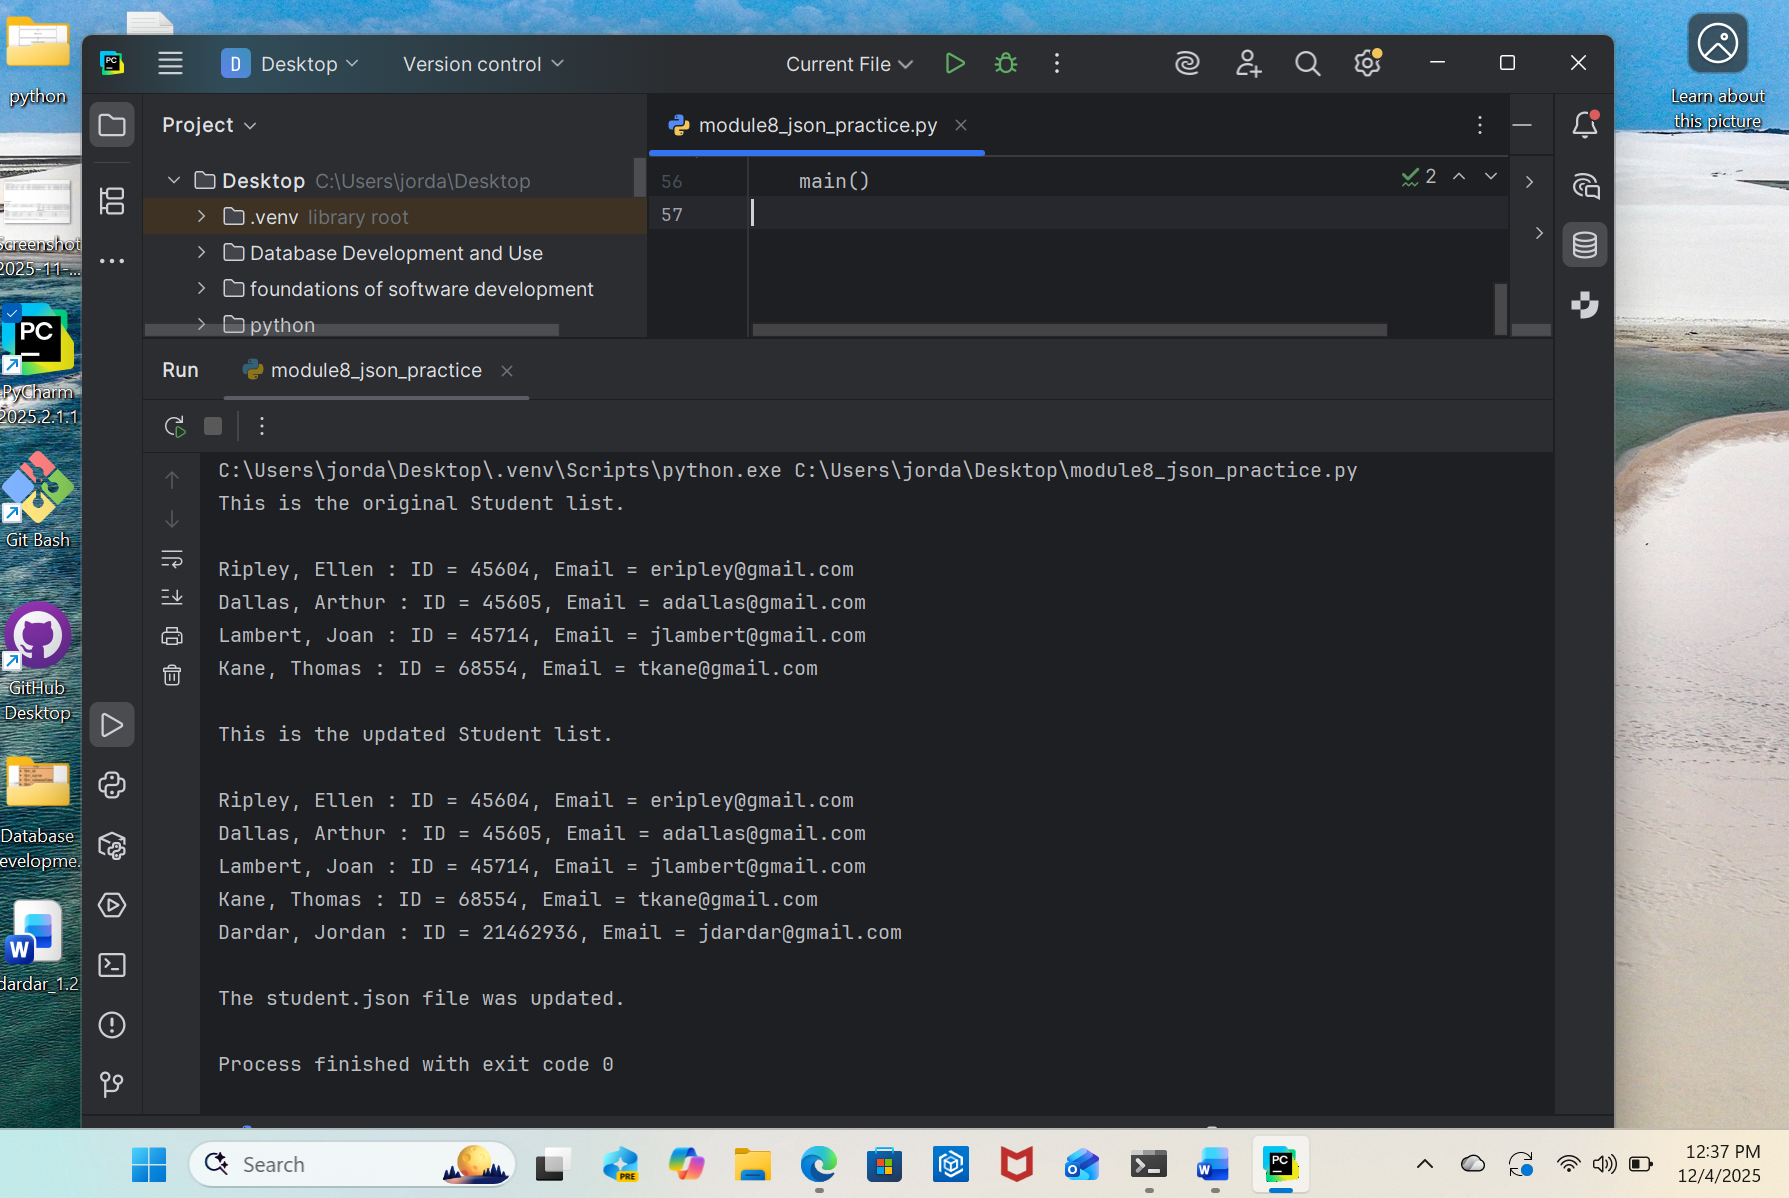 python
Screenshot
2025-11-...
PyCharm
2025.2.1.1
Git Bash
GitHub
Desktop
Database
evelopme.
dardar_1.2
Learn about
this picture
PC
D Desktop Version control Current File
Project
Desktop C:\Users\jorda\Desktop
.venv library root
Database Development and Use
foundations of software development
python
module8_json_practice.py
56 main()
57
2
Run module8_json_practice
C:\Users\jorda\Desktop\.venv\Scripts\python.exe C:\Users\jorda\Desktop\module8_json_practice.py
This is the original Student list.
Ripley, Ellen : ID = 45604, Email = eripley@gmail.com
Dallas, Arthur : ID = 45605, Email = adallas@gmail.com
Lambert, Joan : ID = 45714, Email = jlambert@gmail.com
Kane, Thomas : ID = 68554, Email = tkane@gmail.com
This is the updated Student list.
Ripley, Ellen : ID = 45604, Email = eripley@gmail.com
Dallas, Arthur : ID = 45605, Email = adallas@gmail.com
Lambert, Joan : ID = 45714, Email = jlambert@gmail.com
Kane, Thomas : ID = 68554, Email = tkane@gmail.com
Dardar, Jordan : ID = 21462936, Email = jdardar@gmail.com
The student.json file was updated.
Process finished with exit code 0
Search
PRE
12:37 PM
12/4/2025